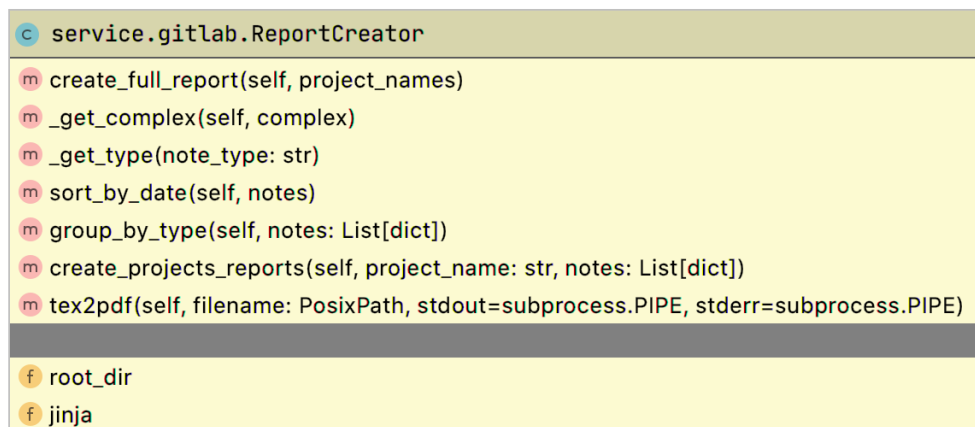 C service.gitlab.ReportCreator
m create_full_report(self, project_names)
m _get_complex(self, complex)
m _get_type(note_type: str)
m sort_by_date(self, notes)
m group_by_type(self, notes: List[dict])
m create_projects_reports(self, project_name: str, notes: List[dict])
m tex2pdf(self, filename: PosixPath, stdout=subprocess.PIPE, stderr=subprocess.PIPE)
f root_dir
f jinja